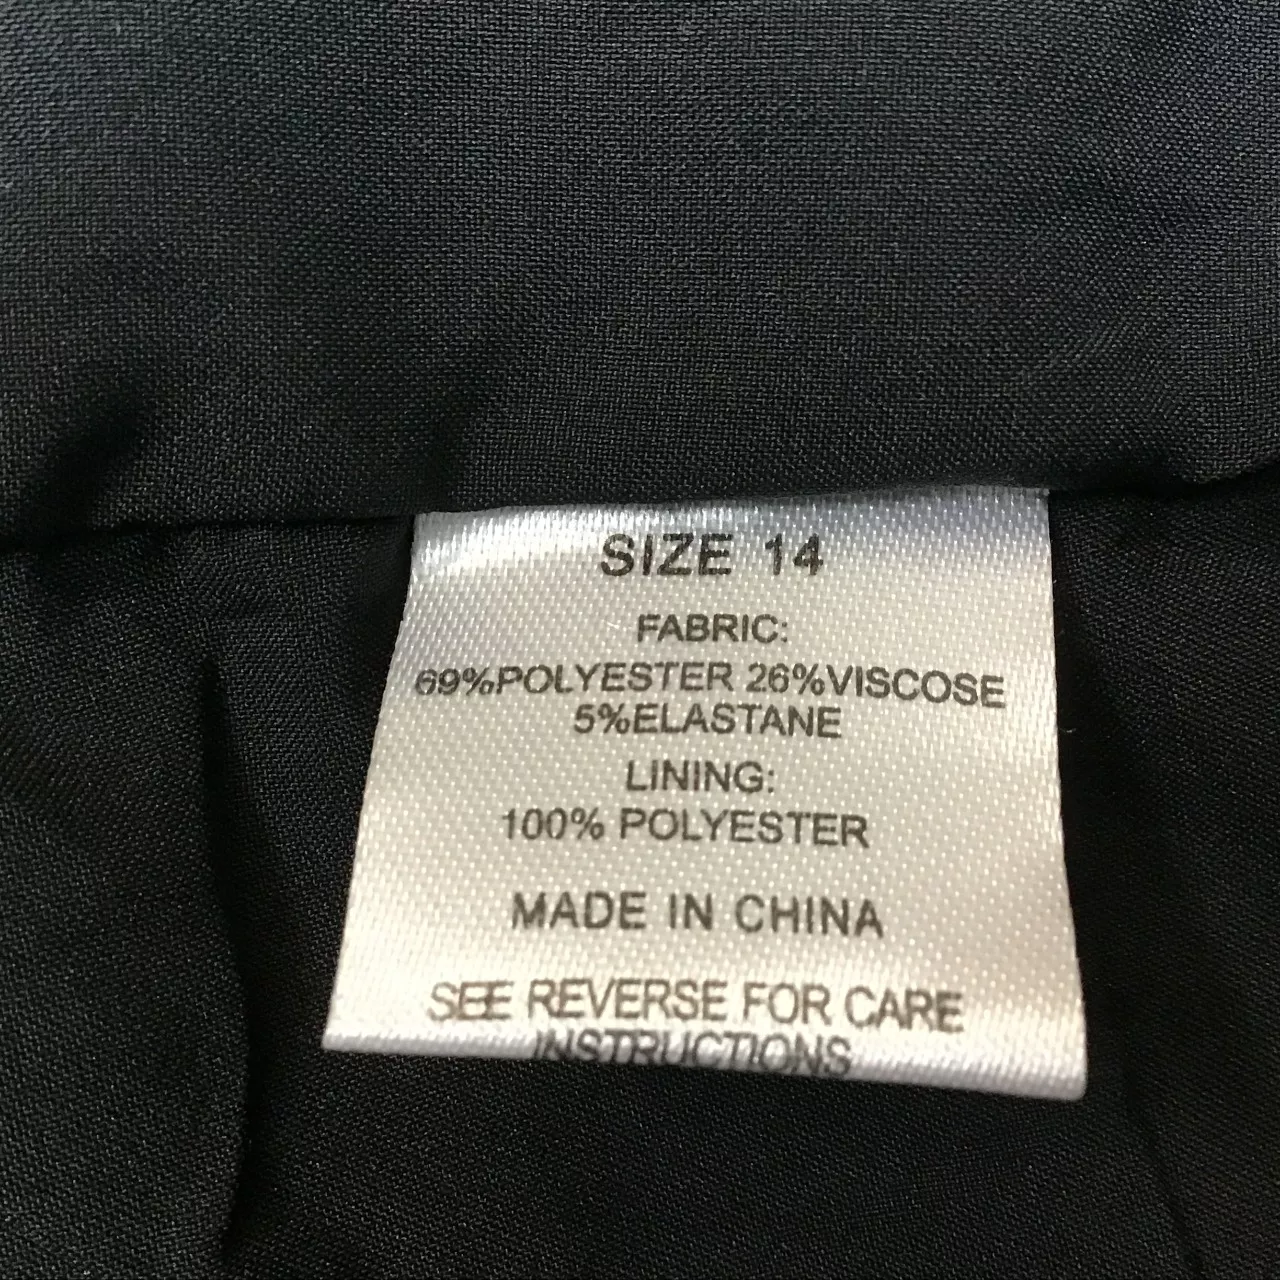 SIZE 14
FABRIC:
69%POLYESTER 26%VISCOSE
5%ELASTANE
LINING:
100% POLYESTER
MADE IN CHINA
SEE REVERSE FOR CARE
INSTRUCTIONS